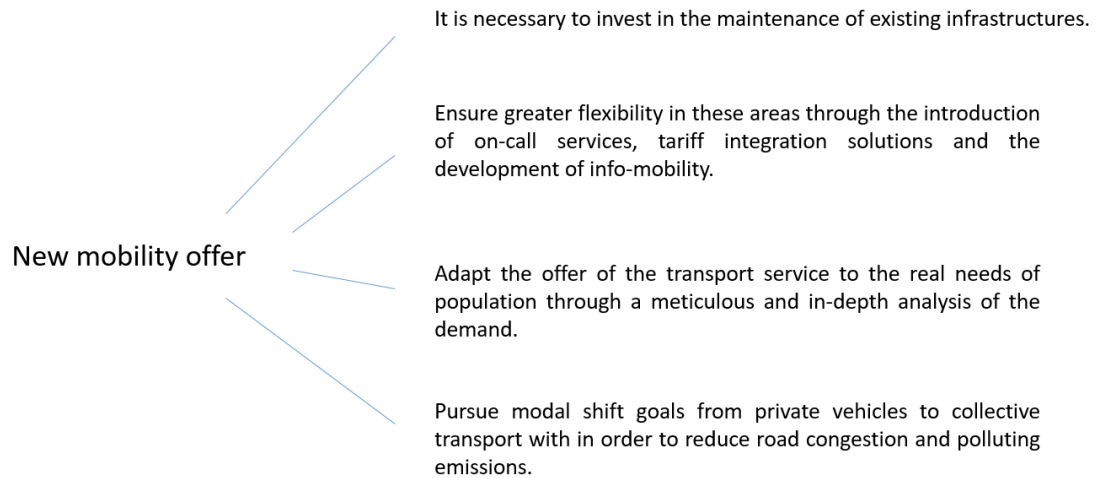 It is necessary to invest in the maintenance of existing infrastructures.
Ensure greater flexibility in these areas through the introduction
of on-call services, tariff integration solutions and the
development of info-mobility.
New mobility offer
Adapt the offer of the transport service to the real needs of
population through a meticulous and in-depth analysis of the
demand.
Pursue modal shift goals from private vehicles to collective
transport with in order to reduce road congestion and polluting
emissions.